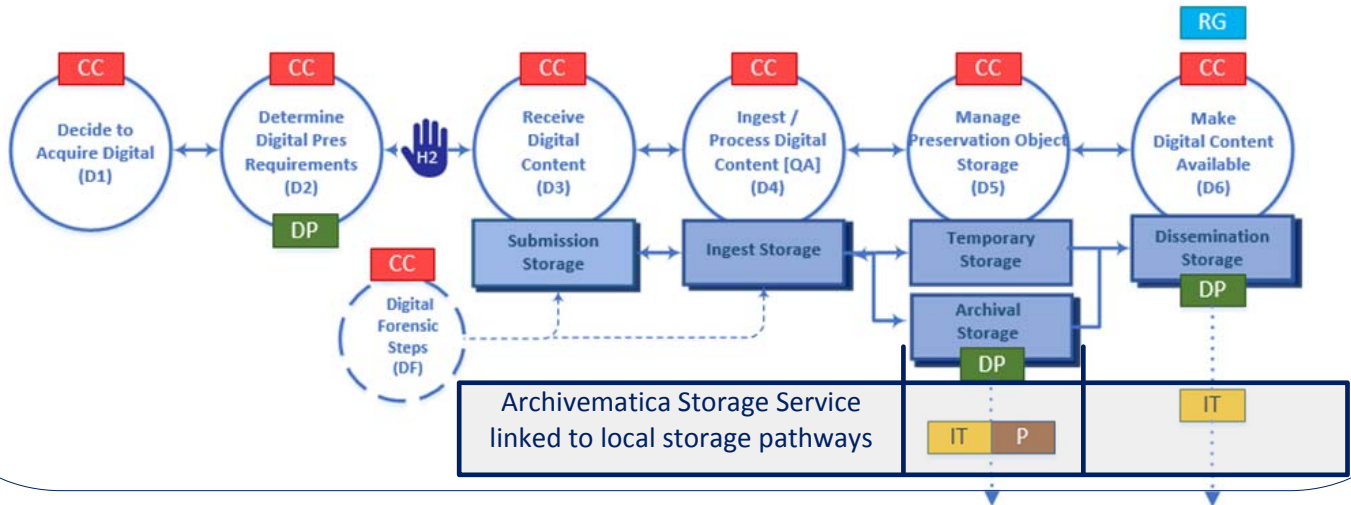 RG
CC
CC
CC
CC
CC
CC
Decide to
Acquire Digital
(D1)
Determine
Digital Pres
Requirements
(D2)
DP
H2
Receive
Digital
Content
(D3)
Ingest /
Process Digital
Content [QA]
(D4)
Manage
Preservation Object
Storage
(D5)
Make
Digital Content
Available
(D6)
Submission
Storage
Ingest Storage
Temporary
Storage
Dissemination
Storage
DP
CC
Digital
Forensic
Steps
(DF)
Archival
Storage
DP
Archivematica Storage Service
linked to local storage pathways
IT
P
IT